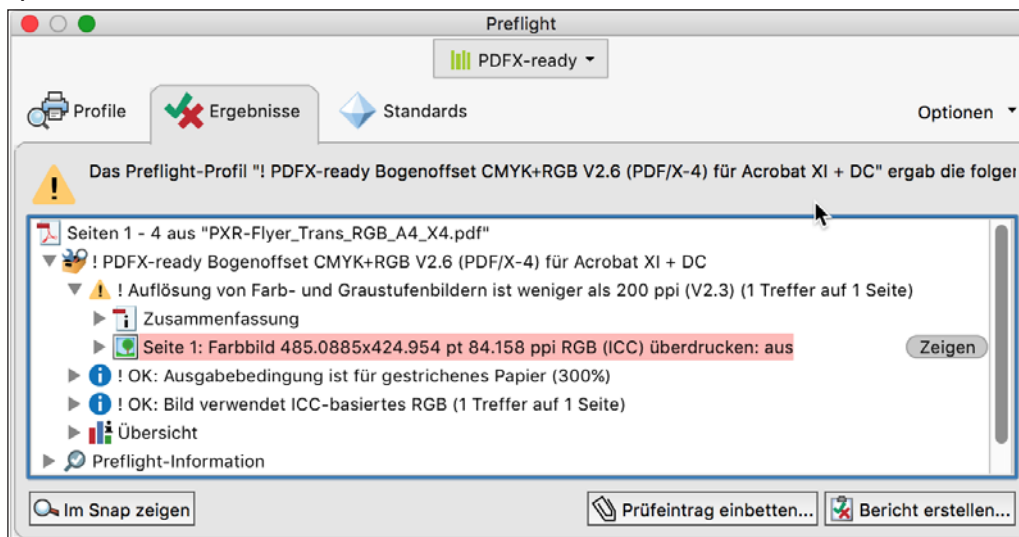 Preflight
PDFX-ready
Profile
Ergebnisse
Standards
Optionen
Das Preflight-Profil "! PDFX-ready Bogenoffset CMYK+RGB V2.6 (PDF/X-4) für Acrobat XI + DC" ergab die folger
Seiten 1 - 4 aus "PXR-Flyer_Trans_RGB_A4_X4.pdf"
! PDFX-ready Bogenoffset CMYK+RGB V2.6 (PDF/X-4) für Acrobat XI + DC
! Auflösung von Farb- und Graustufenbildern ist weniger als 200 ppi (V2.3) (1 Treffer auf 1 Seite)
Zusammenfassung
Seite 1: Farbbild 485.0885x424.954 pt 84.158 ppi RGB (ICC) überdrucken: aus
Zeigen
! OK: Ausgabebedingung ist für gestrichenes Papier (300%)
! OK: Bild verwendet ICC-basiertes RGB (1 Treffer auf 1 Seite)
Übersicht
Preflight-Information
Im Snap zeigen
Prüfeintrag einbetten...
Bericht erstellen...